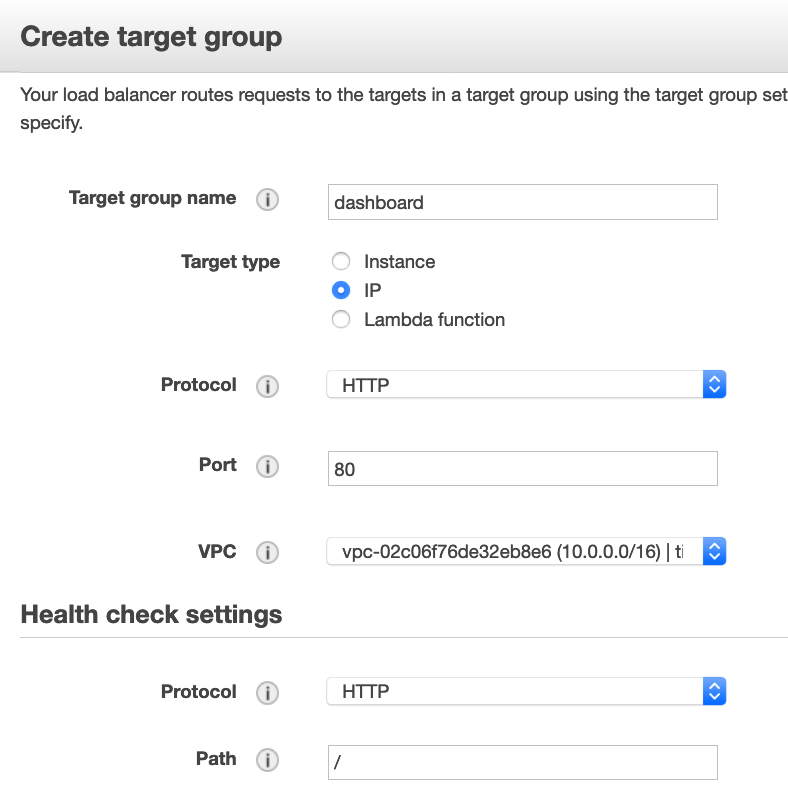 Create target group
Your load balancer routes requests to the targets in a target group using the target group set
specify.
Target group name i dashboard
Target type Instance
IP
Lambda function
Protocol i HTTP
Port i 80
VPC i vpc-02c06f76de32eb8e6 (10.0.0.0/16) | ti
Health check settings
Protocol i HTTP
Path i /